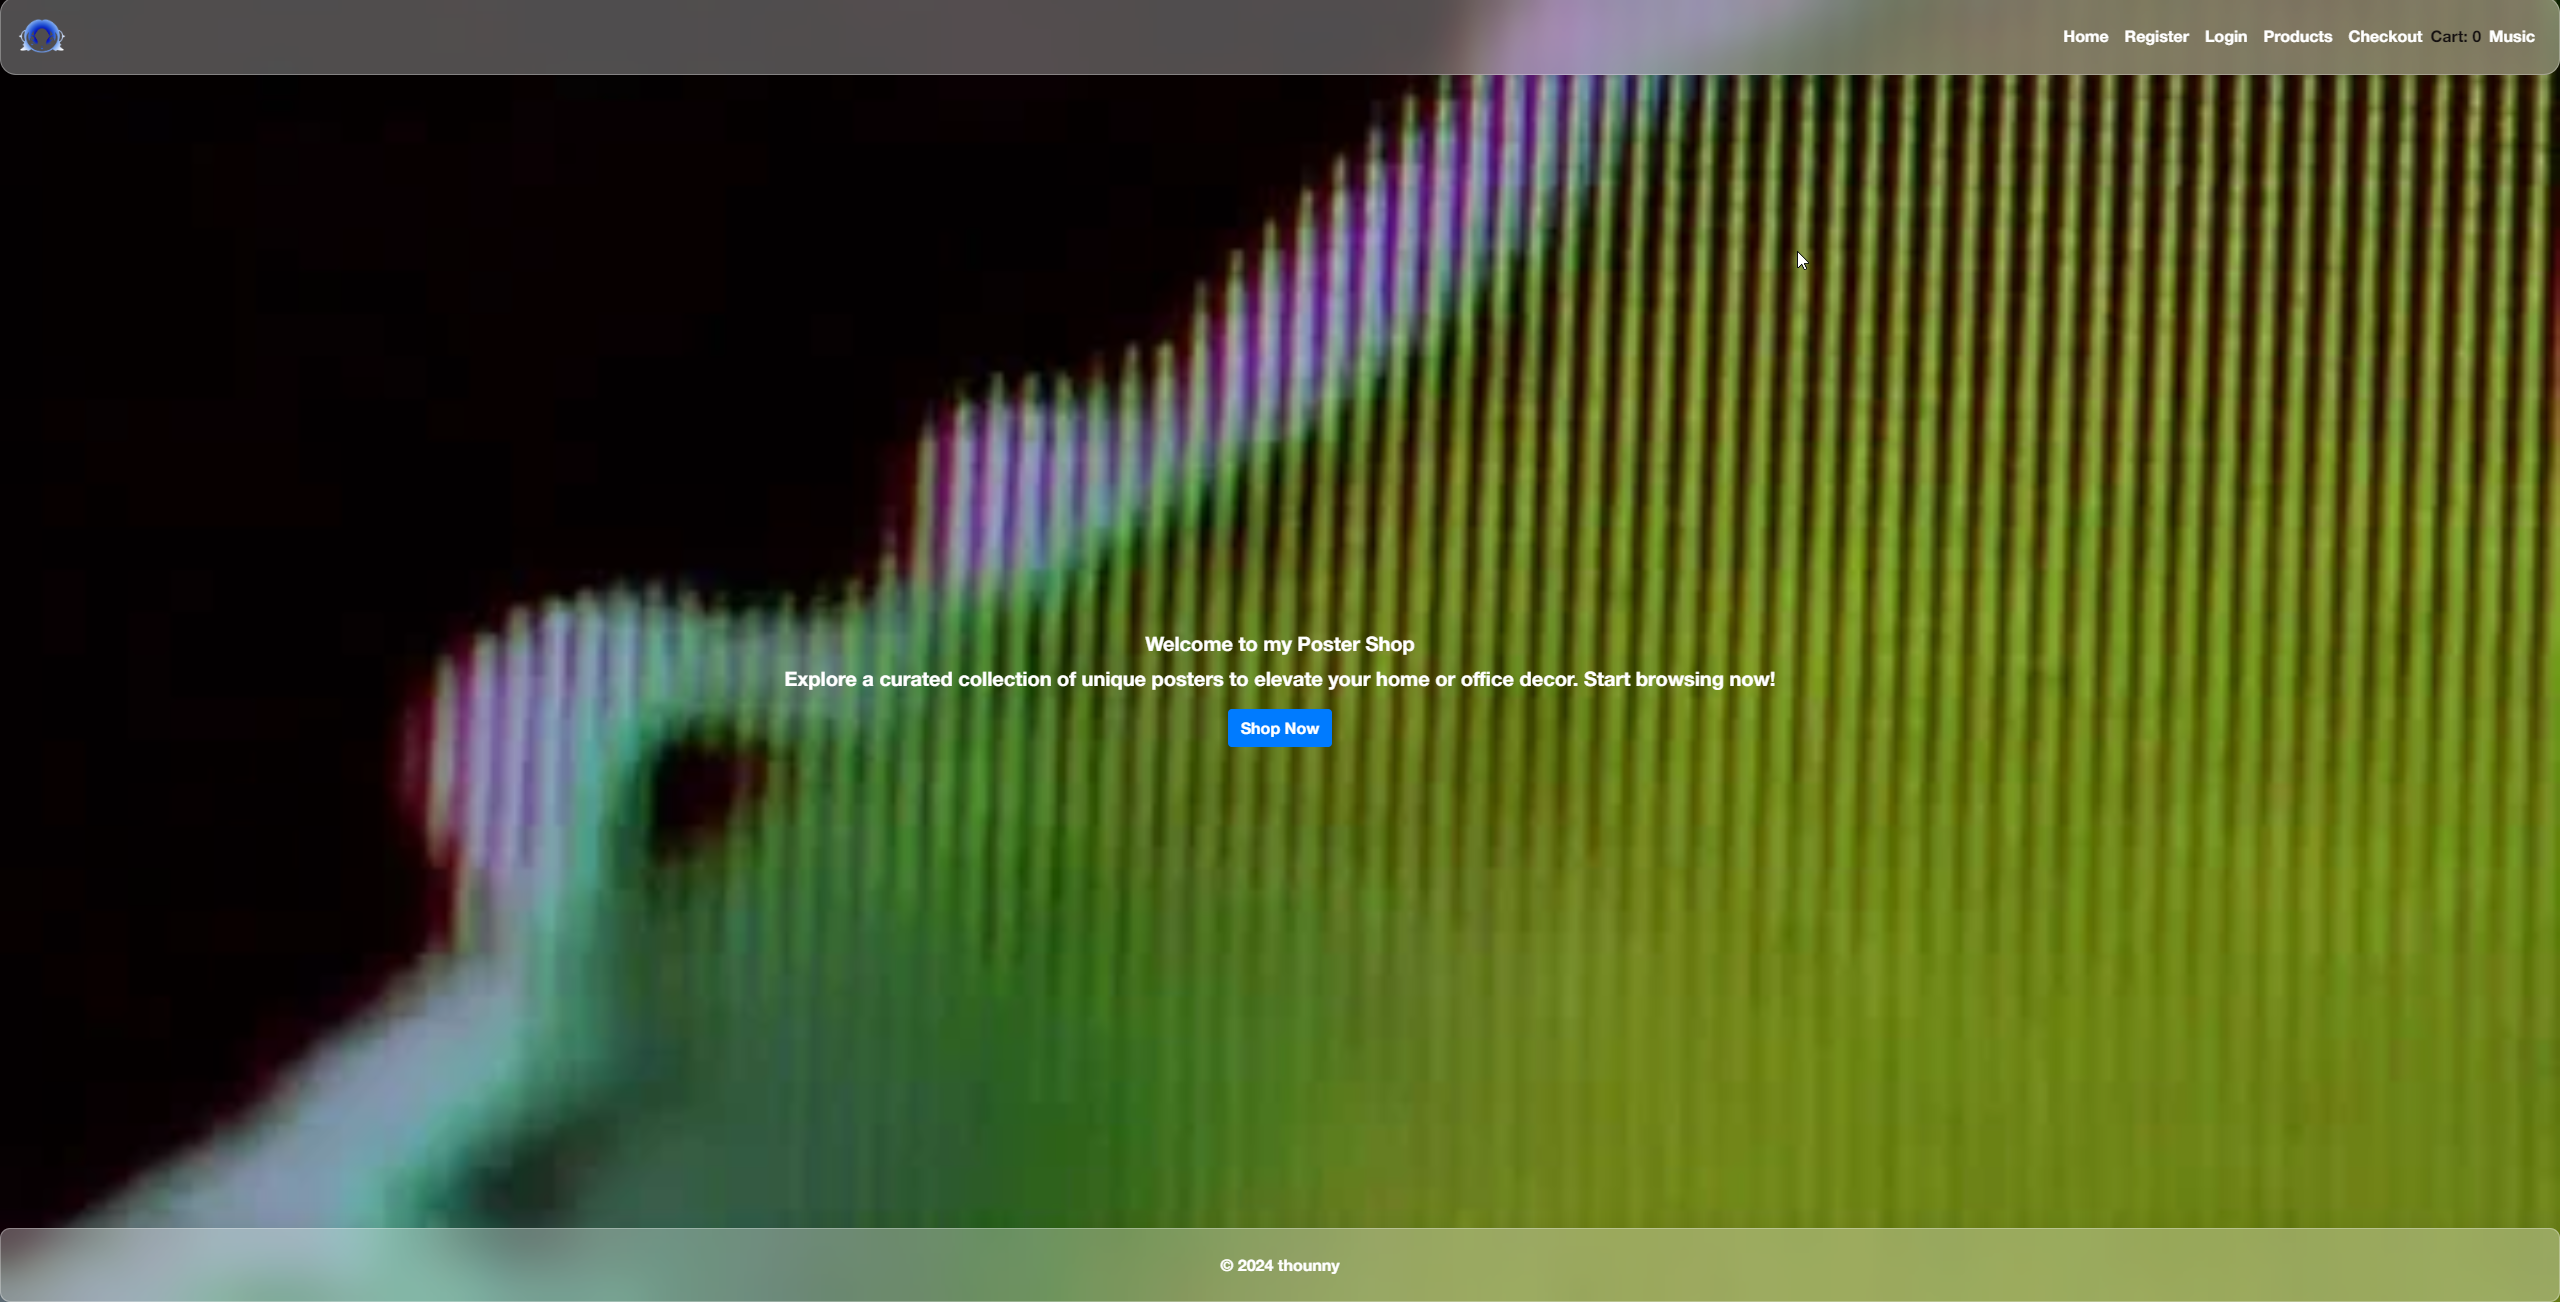 Home Register Login Products Checkout Cart: 0 Music
Welcome to my Poster Shop
Explore a curated collection of unique posters to elevate your home or office decor. Start browsing now!
Shop Now
© 2024 thounny